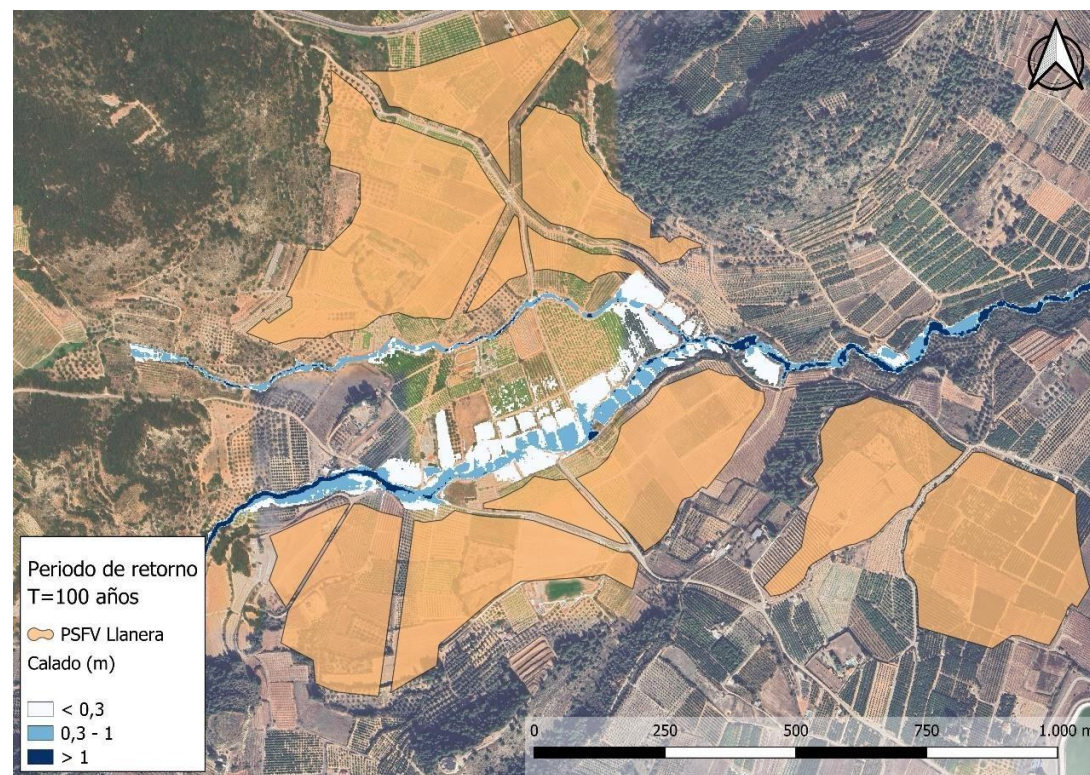 Periodo de retorno
T=100 años
PSFV Llanera
Calado (m)
< 0,3
0,3 - 1
> 1
0 250 500 750 1.000 m